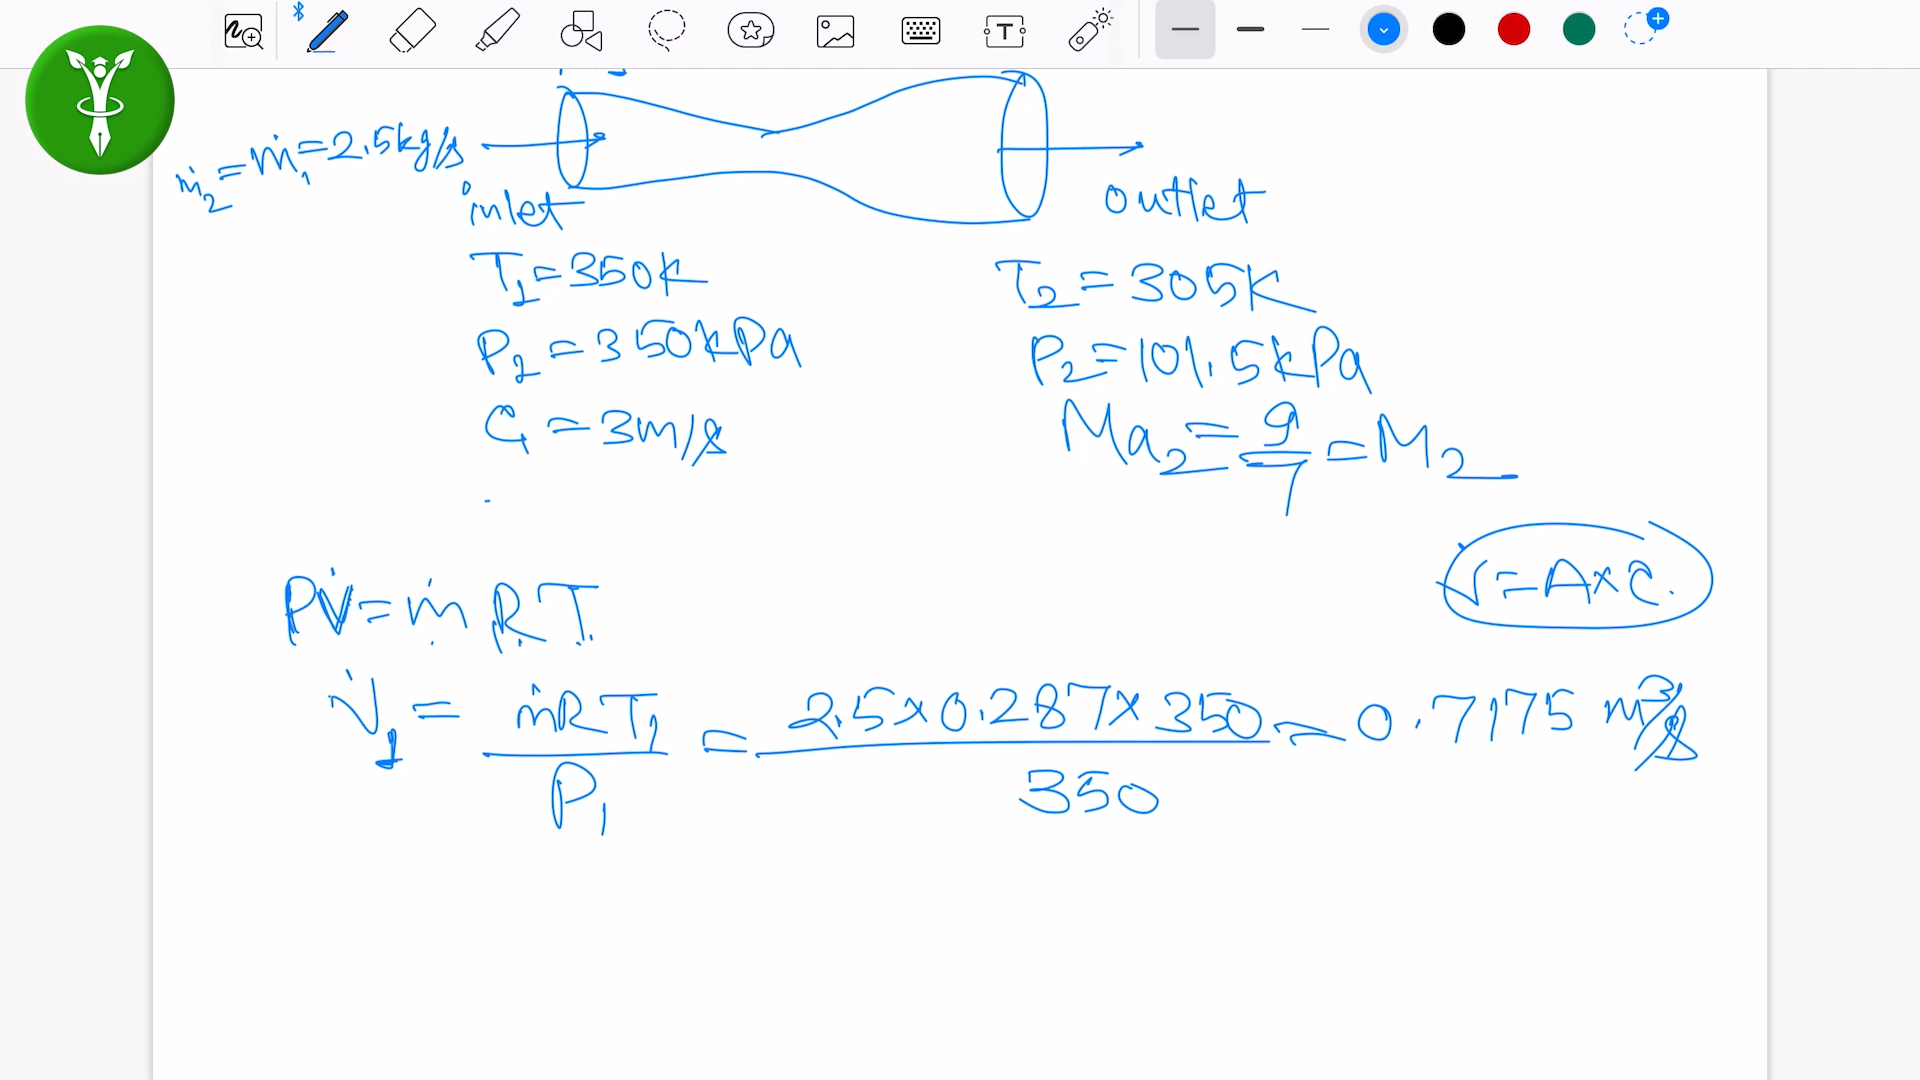 ṁ₂ = ṁ₁ = 2.5kg/s
inlet
outlet
T₁ = 350K
T₂ = 305K
P₁ = 350kPa
P₂ = 101.5kPa
C₁ = 3m/s
Ma₂ = 9/7 = M₂
V̇ = A×C.
PV̇ = ṁRT
V̇₁ = ṁRT₁/P₁ = 2.5×0.287×350/350 = 0.7175 m³/s